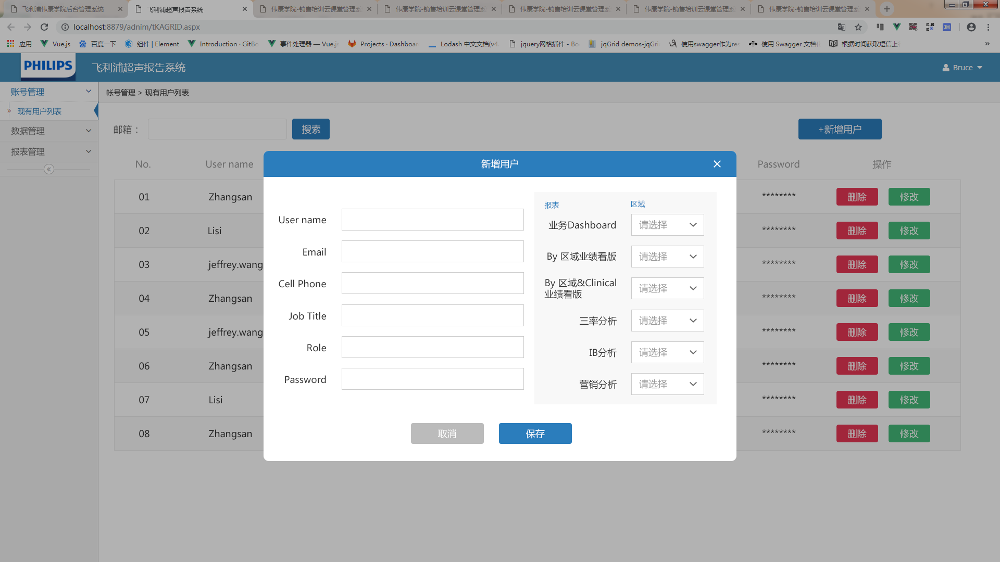 飞利浦伟康学院后台管理系统
飞利浦超声报告系统
伟康学院-销售培训云课堂管理系
伟康学院-销售培训云课堂管理系
伟康学院-销售培训云课堂管理系
伟康学院-销售培训云课堂管理系
伟康学院-销售培训云课堂管理系
localhost:8879/adnim/tKAGRID.aspx
应用 Vue.js 百度一下 组件 | Element Introduction · GitBo 事件处理器 — Vue.js Projects · Dashboar Lodash 中文文档(v4. jquery网格插件 - Bo jqGrid demos-jqGri 使用swagger作为res 使用 Swagger 文档化 根据时间获取短信上 »
PHILIPS 飞利浦超声报告系统 Bruce
账号管理
现有用户列表
数据管理
报表管理
帐号管理 > 现有用户列表
邮箱： 搜索 +新增用户
No. User name Password 操作
01 Zhangsan ******** 删除 修改
02 Lisi ******** 删除 修改
03 jeffrey.wang ******** 删除 修改
04 Zhangsan ******** 删除 修改
05 jeffrey.wang ******** 删除 修改
06 Zhangsan ******** 删除 修改
07 Lisi ******** 删除 修改
08 Zhangsan ******** 删除 修改
新增用户
User name
Email
Cell Phone
Job Title
Role
Password
报表 区域
业务Dashboard 请选择
By 区域业绩看版 请选择
By 区域&Clinical
业绩看版 请选择
三率分析 请选择
IB分析 请选择
营销分析 请选择
取消 保存